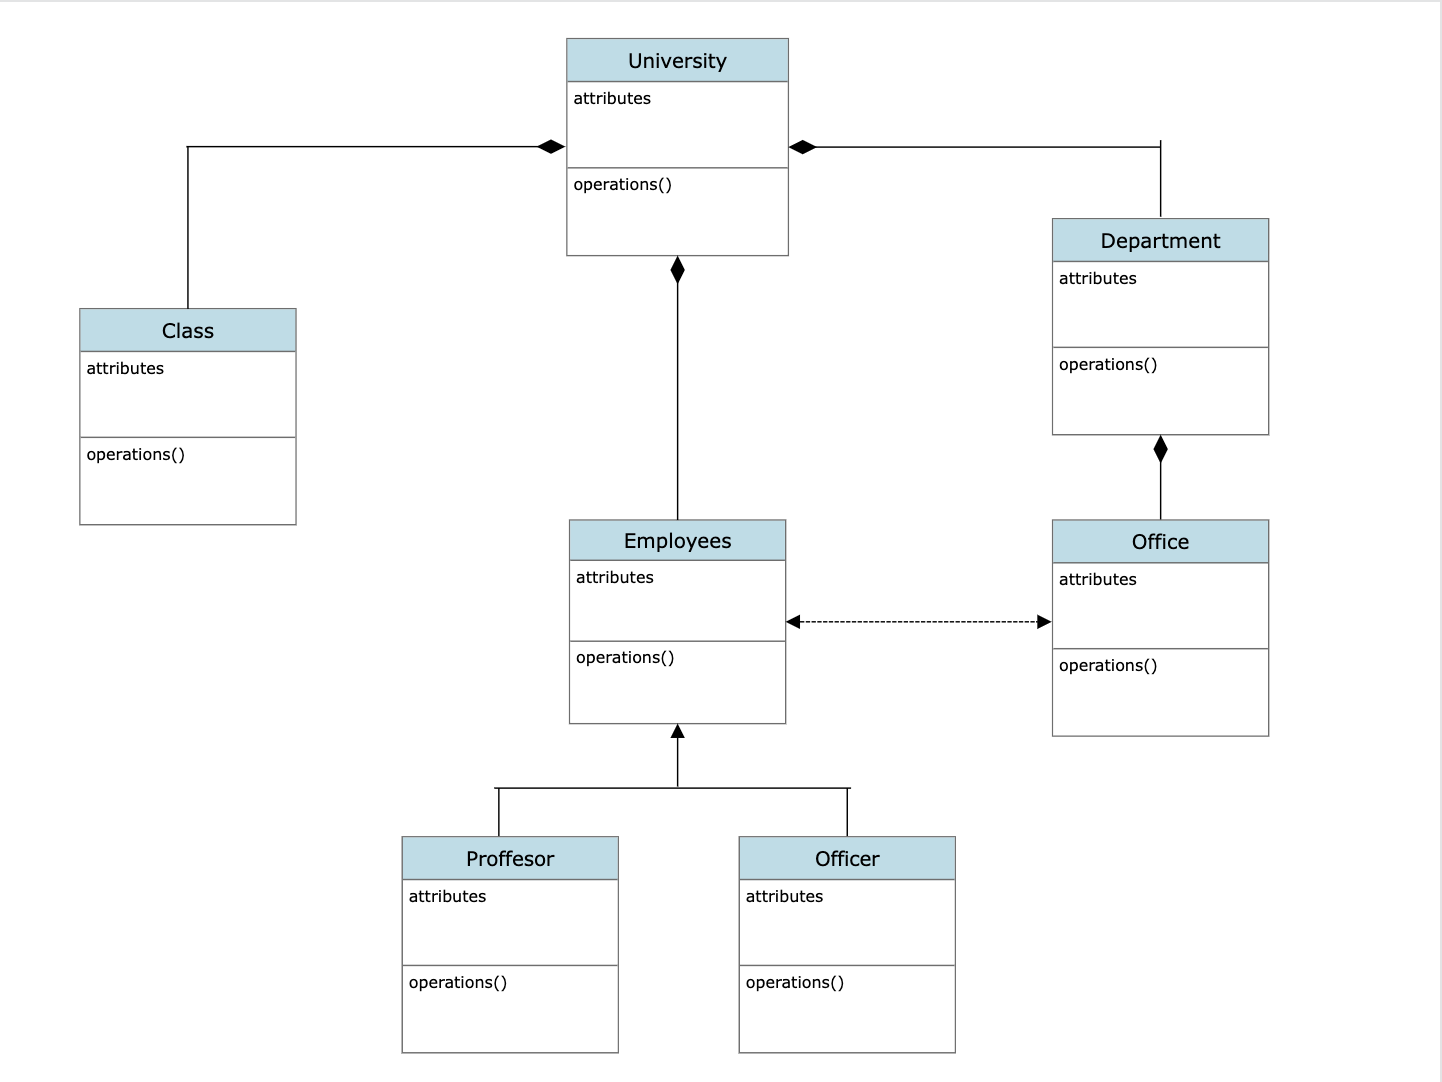 University
attributes
operations()
Department
attributes
operations()
Class
attributes
operations()
Employees
attributes
operations()
Office
attributes
operations()
Proffesor
attributes
operations()
Officer
attributes
operations()